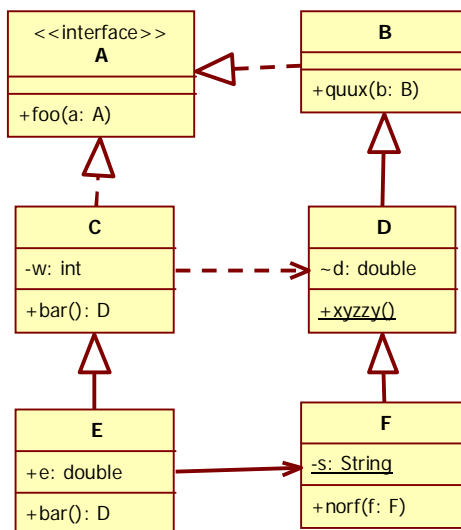 <<interface>>
A
+foo(a: A)
B
+quux(b: B)
C
-w: int
+bar(): D
D
~d: double
+xyzzy()
E
+e: double
+bar(): D
F
-s: String
+norf(f: F)